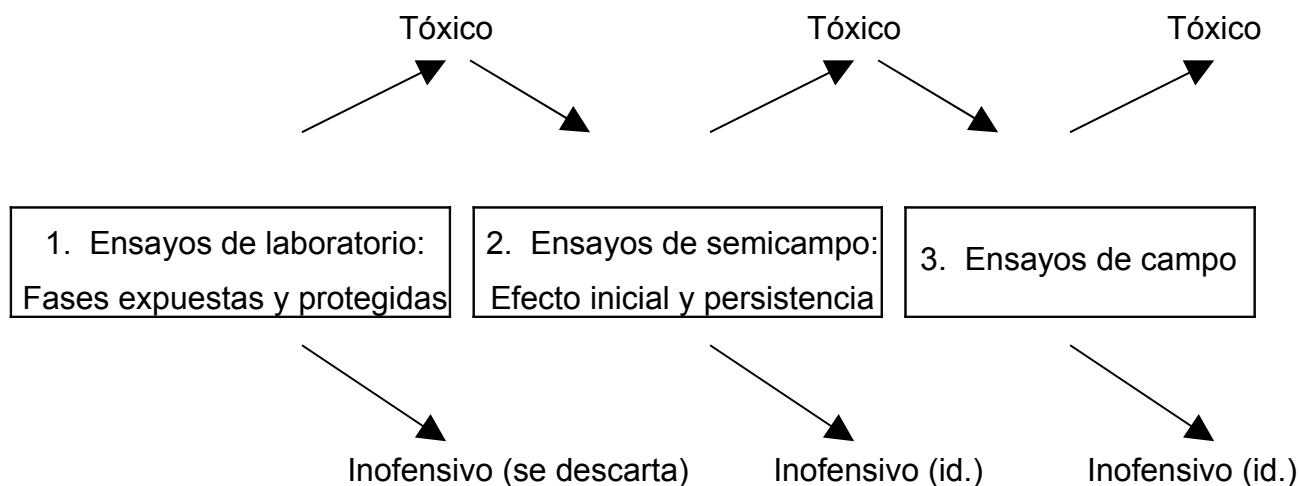 Tóxico
Tóxico
Tóxico
1. Ensayos de laboratorio:
Fases expuestas y protegidas
2. Ensayos de semicampo:
Efecto inicial y persistencia
3. Ensayos de campo
Inofensivo (se descarta)
Inofensivo (id.)
Inofensivo (id.)